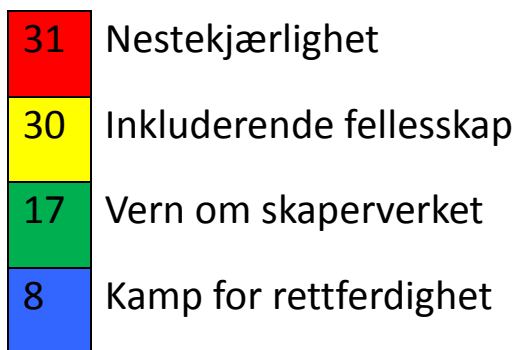 31 Nestekjærlighet
30 Inkluderende fellesskap
17 Vern om skaperverket
8 Kamp for rettferdighet